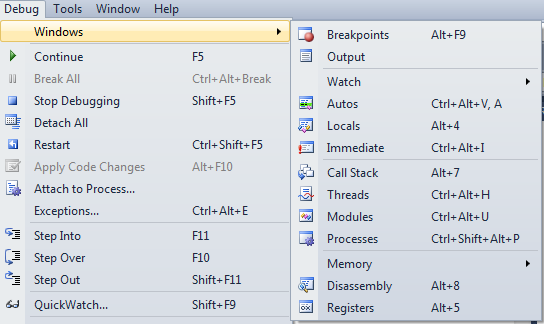 Debug Tools Window Help
Windows
Continue F5
Break All Ctrl+Alt+Break
Stop Debugging Shift+F5
Detach All
Restart Ctrl+Shift+F5
Apply Code Changes Alt+F10
Attach to Process...
Exceptions... Ctrl+Alt+E
Step Into F11
Step Over F10
Step Out Shift+F11
QuickWatch... Shift+F9
Breakpoints Alt+F9
Output
Watch
Autos Ctrl+Alt+V, A
Locals Alt+4
Immediate Ctrl+Alt+I
Call Stack Alt+7
Threads Ctrl+Alt+H
Modules Ctrl+Alt+U
Processes Ctrl+Shift+Alt+P
Memory
Disassembly Alt+8
Registers Alt+5